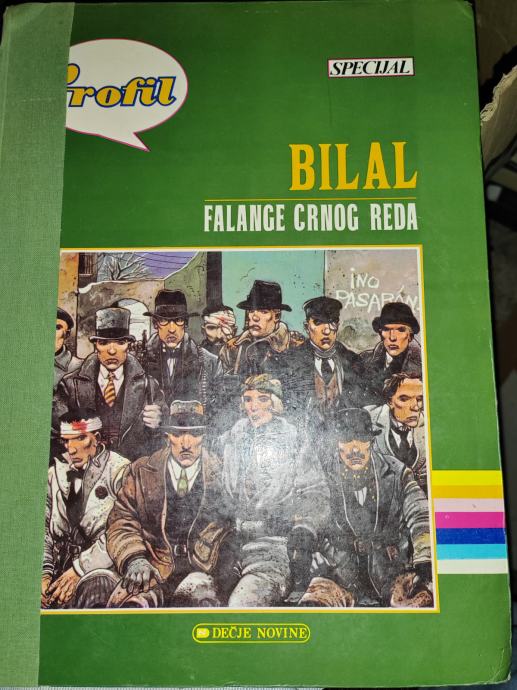 Profil
SPECIJAL
BILAL
FALANGE CRNOG REDA
¡NO
PASARÁN
DEČJE NOVINE